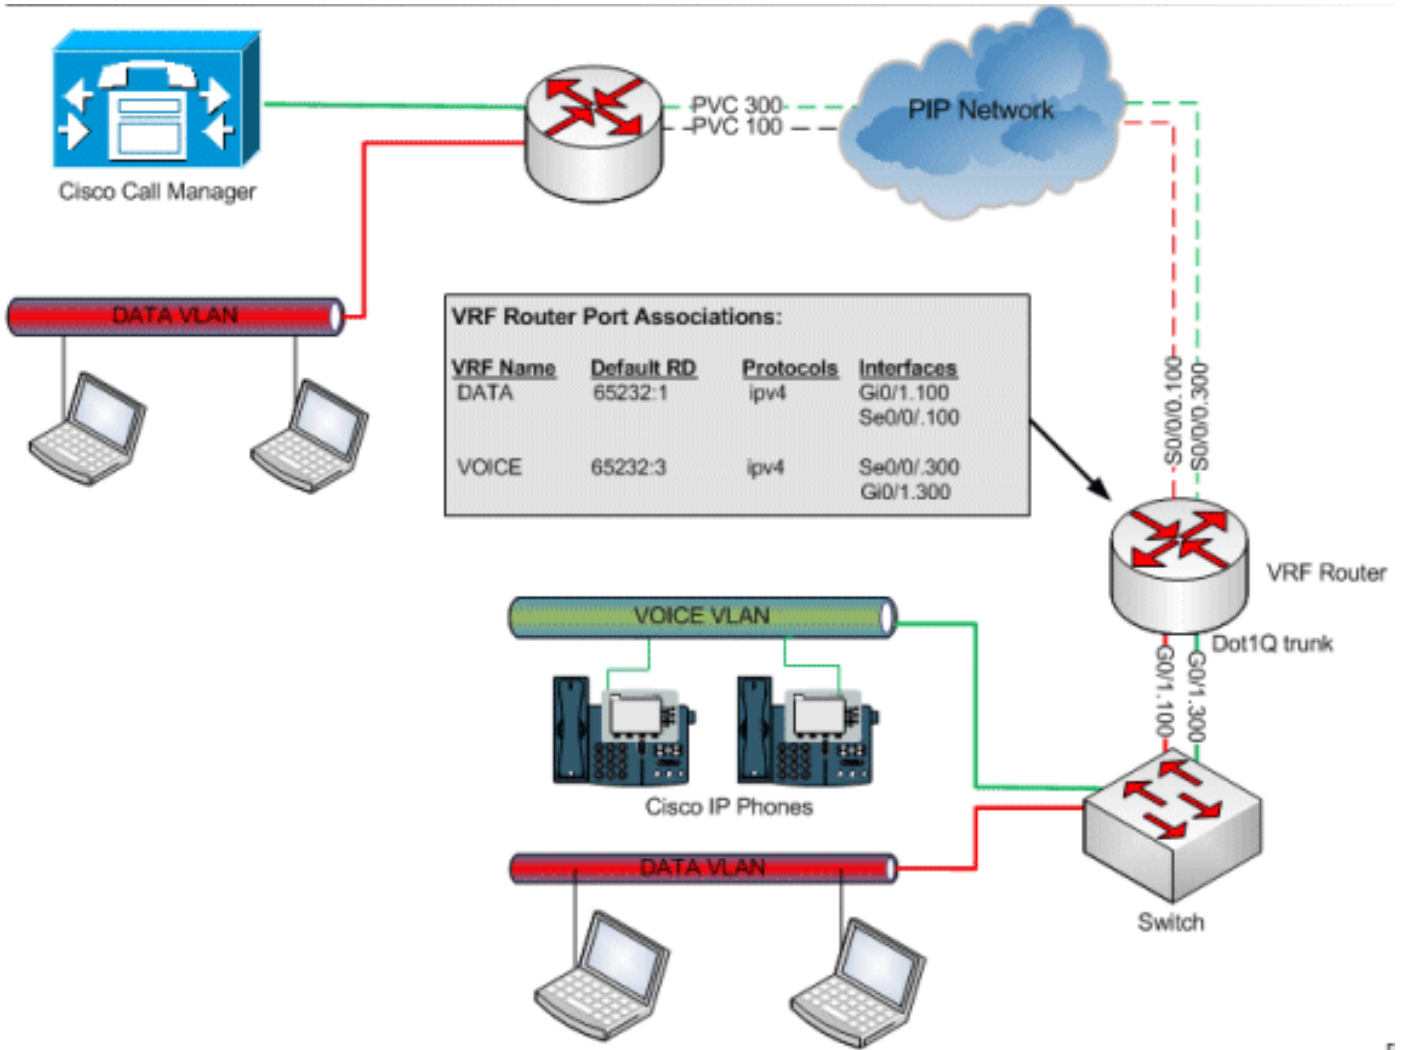 PVC 300
PVC 100
PIP Network
Cisco Call Manager
DATA VLAN
VRF Router Port Associations:
VRF Name Default RD Protocols Interfaces
DATA 65232:1 ipv4 Gi0/1.100
Se0/0/.100
VOICE 65232:3 ipv4 Se0/0/.300
Gi0/1.300
S0/0/0.100
S0/0/0.300
VRF Router
Dot1Q trunk
G0/1.100
G0/1.300
VOICE VLAN
Cisco IP Phones
DATA VLAN
Switch